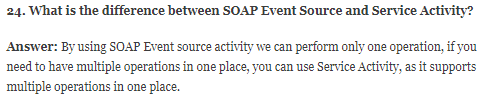 24. What is the difference between SOAP Event Source and Service Activity?
Answer: By using SOAP Event source activity we can perform only one operation, if you
need to have multiple operations in one place, you can use Service Activity, as it supports
multiple operations in one place.